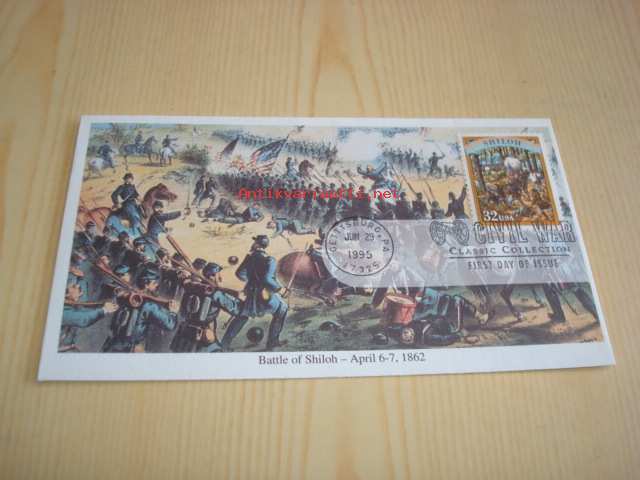 SHILOH
Antikvariaatti.net
32 USA
GETTYSBURG, PA
JUN 29
1995
17325
CIVIL WAR
CLASSIC COLLECTION
FIRST DAY OF ISSUE
Battle of Shiloh – April 6-7, 1862